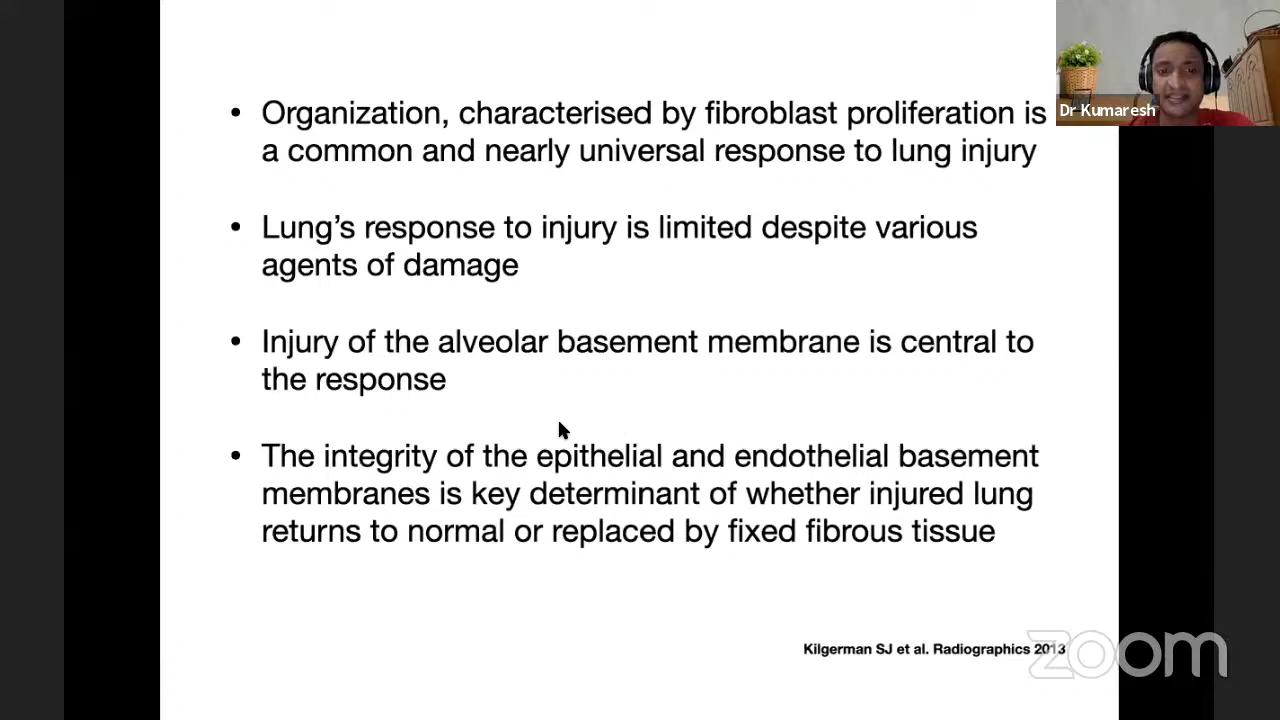 • Organization, characterised by fibroblast proliferation is
a common and nearly universal response to lung injury
• Lung’s response to injury is limited despite various
agents of damage
• Injury of the alveolar basement membrane is central to
the response
• The integrity of the epithelial and endothelial basement
membranes is key determinant of whether injured lung
returns to normal or replaced by fixed fibrous tissue
Kilgerman SJ et al. Radiographics 2013
Dr Kumaresh
zoom